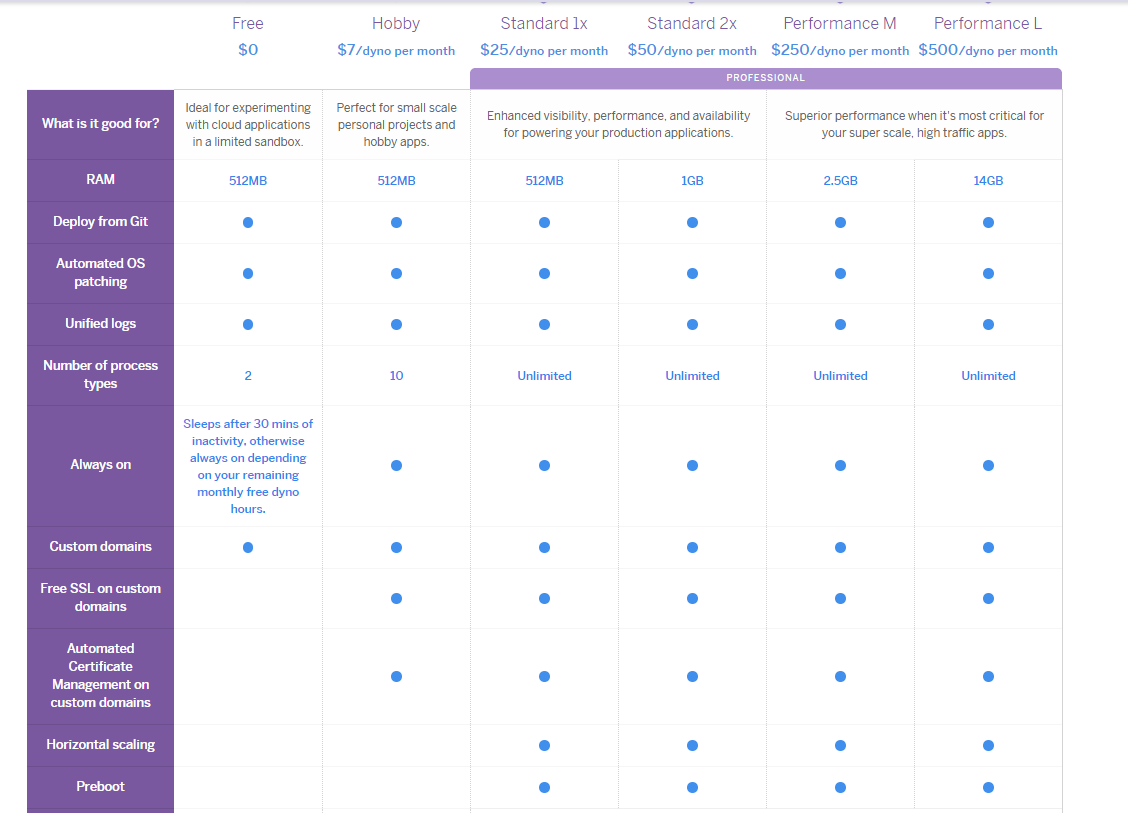 Free Hobby Standard 1x Standard 2x Performance M Performance L
$0 $7/dyno per month $25/dyno per month $50/dyno per month $250/dyno per month $500/dyno per month
PROFESSIONAL
What is it good for?
Ideal for experimenting
with cloud applications
in a limited sandbox.
Perfect for small scale
personal projects and
hobby apps.
Enhanced visibility, performance, and availability
for powering your production applications.
Superior performance when it's most critical for
your super scale, high traffic apps.
RAM 512MB 512MB 512MB 1GB 2.5GB 14GB
Deploy from Git
Automated OS
patching
Unified logs
Number of process
types
2 10 Unlimited Unlimited Unlimited Unlimited
Always on
Sleeps after 30 mins of
inactivity, otherwise
always on depending
on your remaining
monthly free dyno
hours.
Custom domains
Free SSL on custom
domains
Automated
Certificate
Management on
custom domains
Horizontal scaling
Preboot